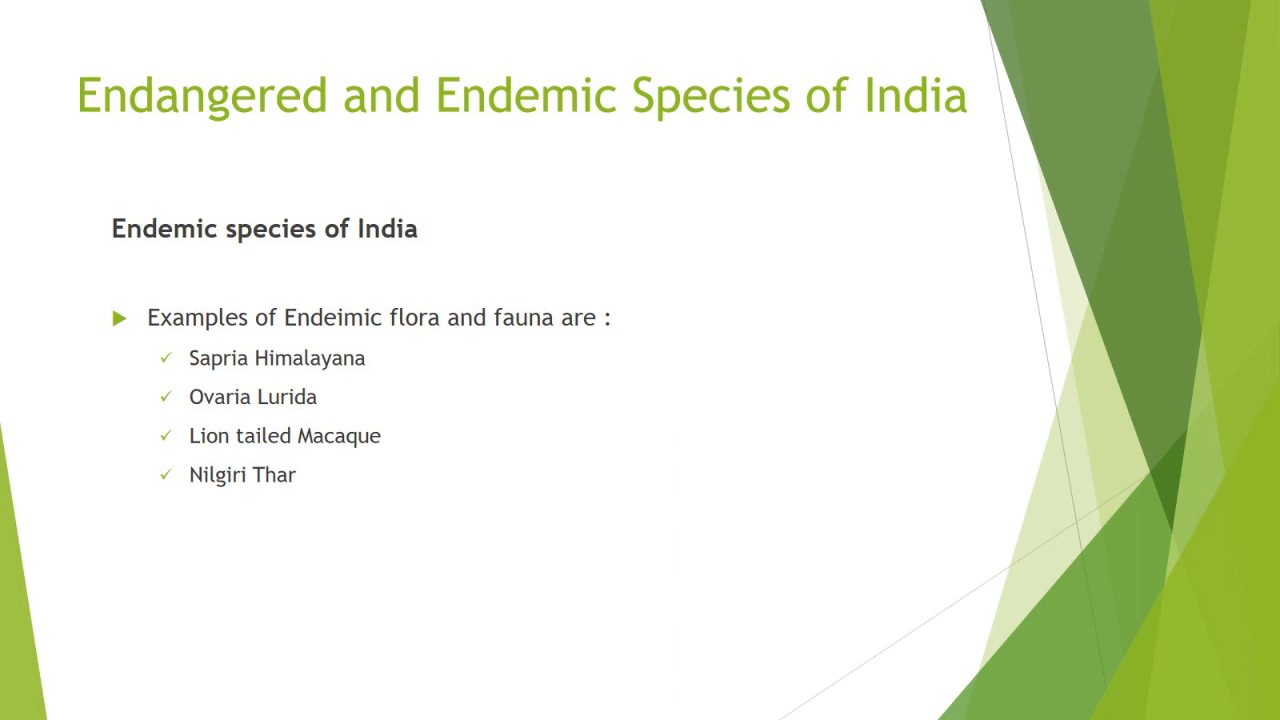 Endangered and Endemic Species of India
Endemic species of India
Examples of Endeimic flora and fauna are :
Sapria Himalayana
Ovaria Lurida
Lion tailed Macaque
Nilgiri Thar